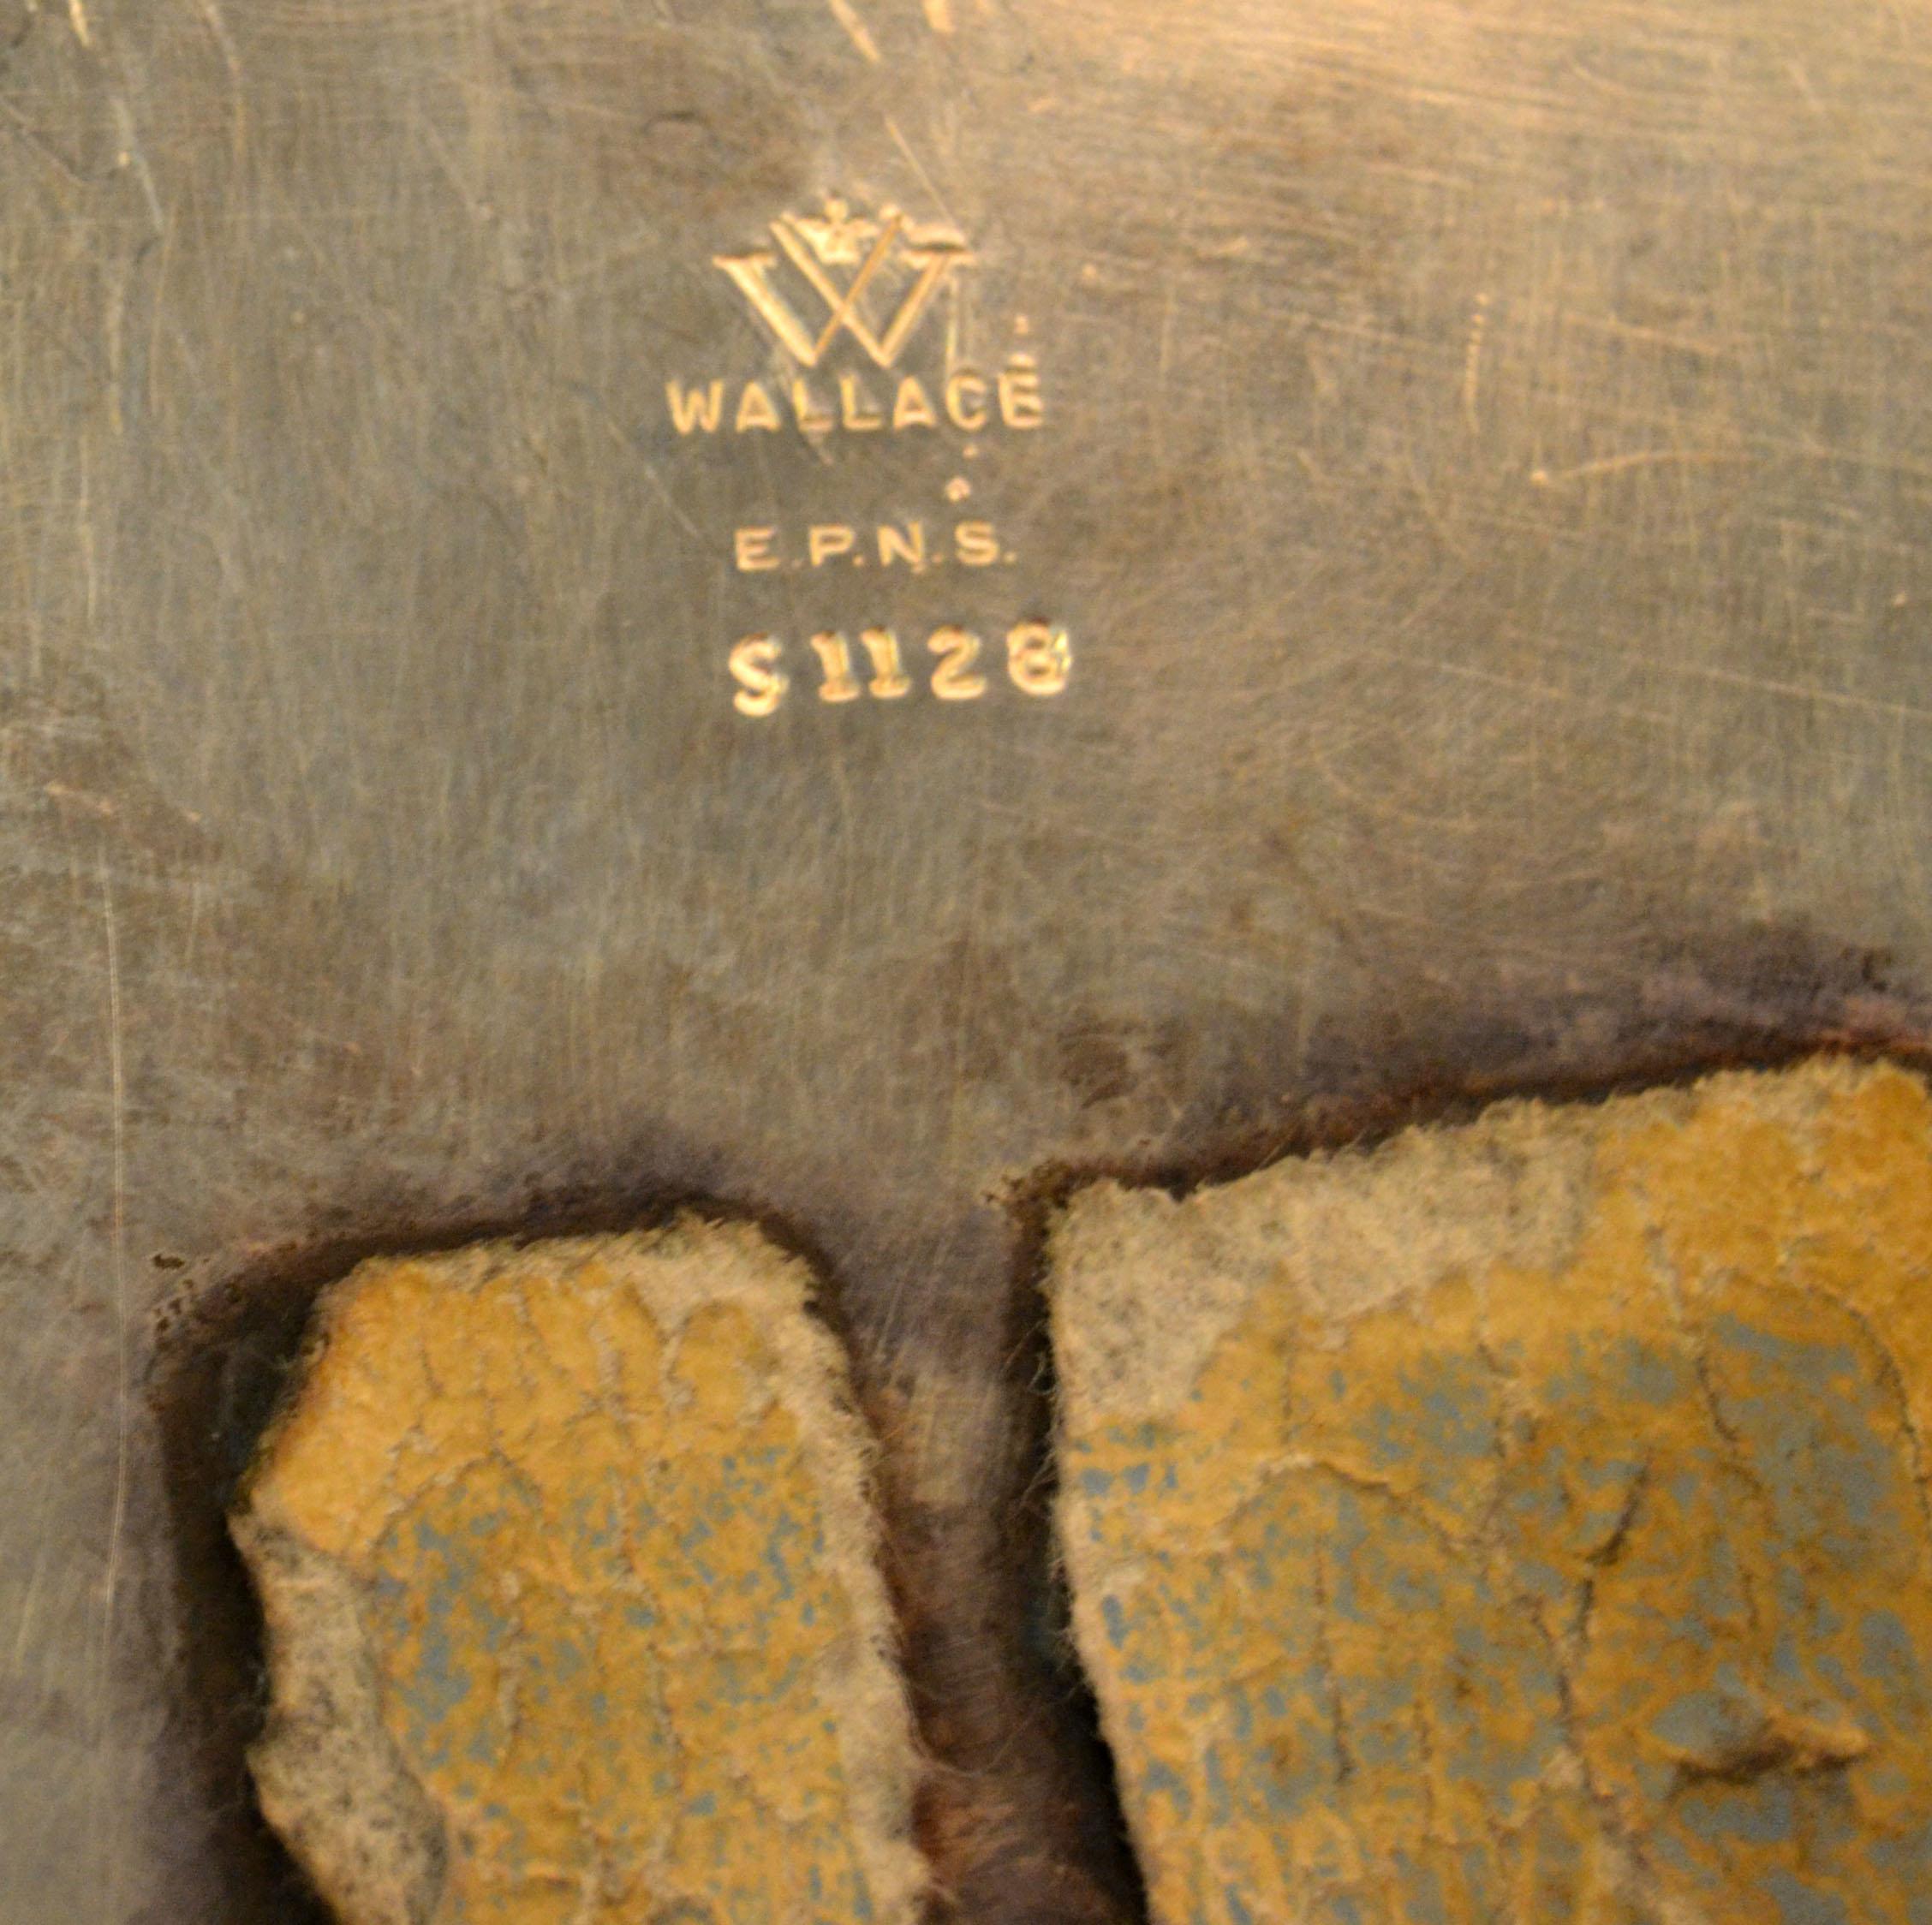 W
WALLACE
E.P.N.S.
S1128